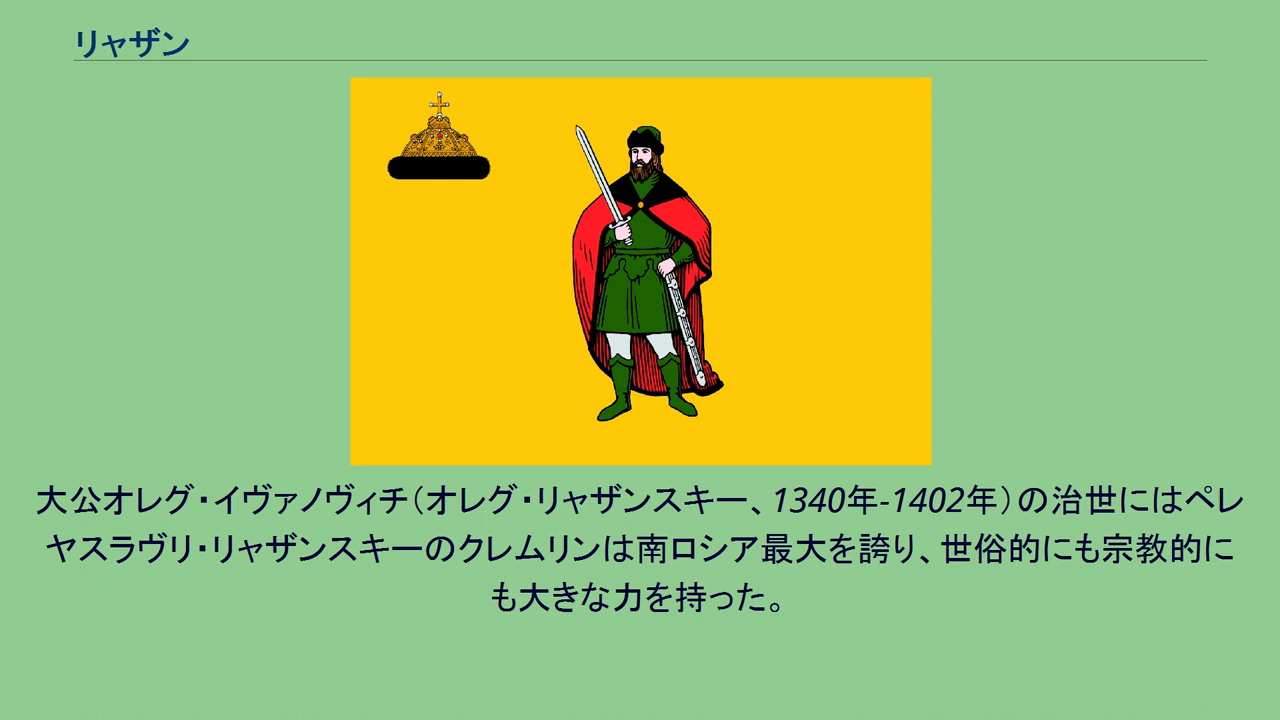 リャザン
大公オレグ・イヴァノヴィチ（オレグ・リャザンスキー、1340年-1402年）の治世にはペレ
ヤスラヴリ・リャザンスキーのクレムリンは南ロシア最大を誇り、世俗的にも宗教的に
も大きな力を持った。